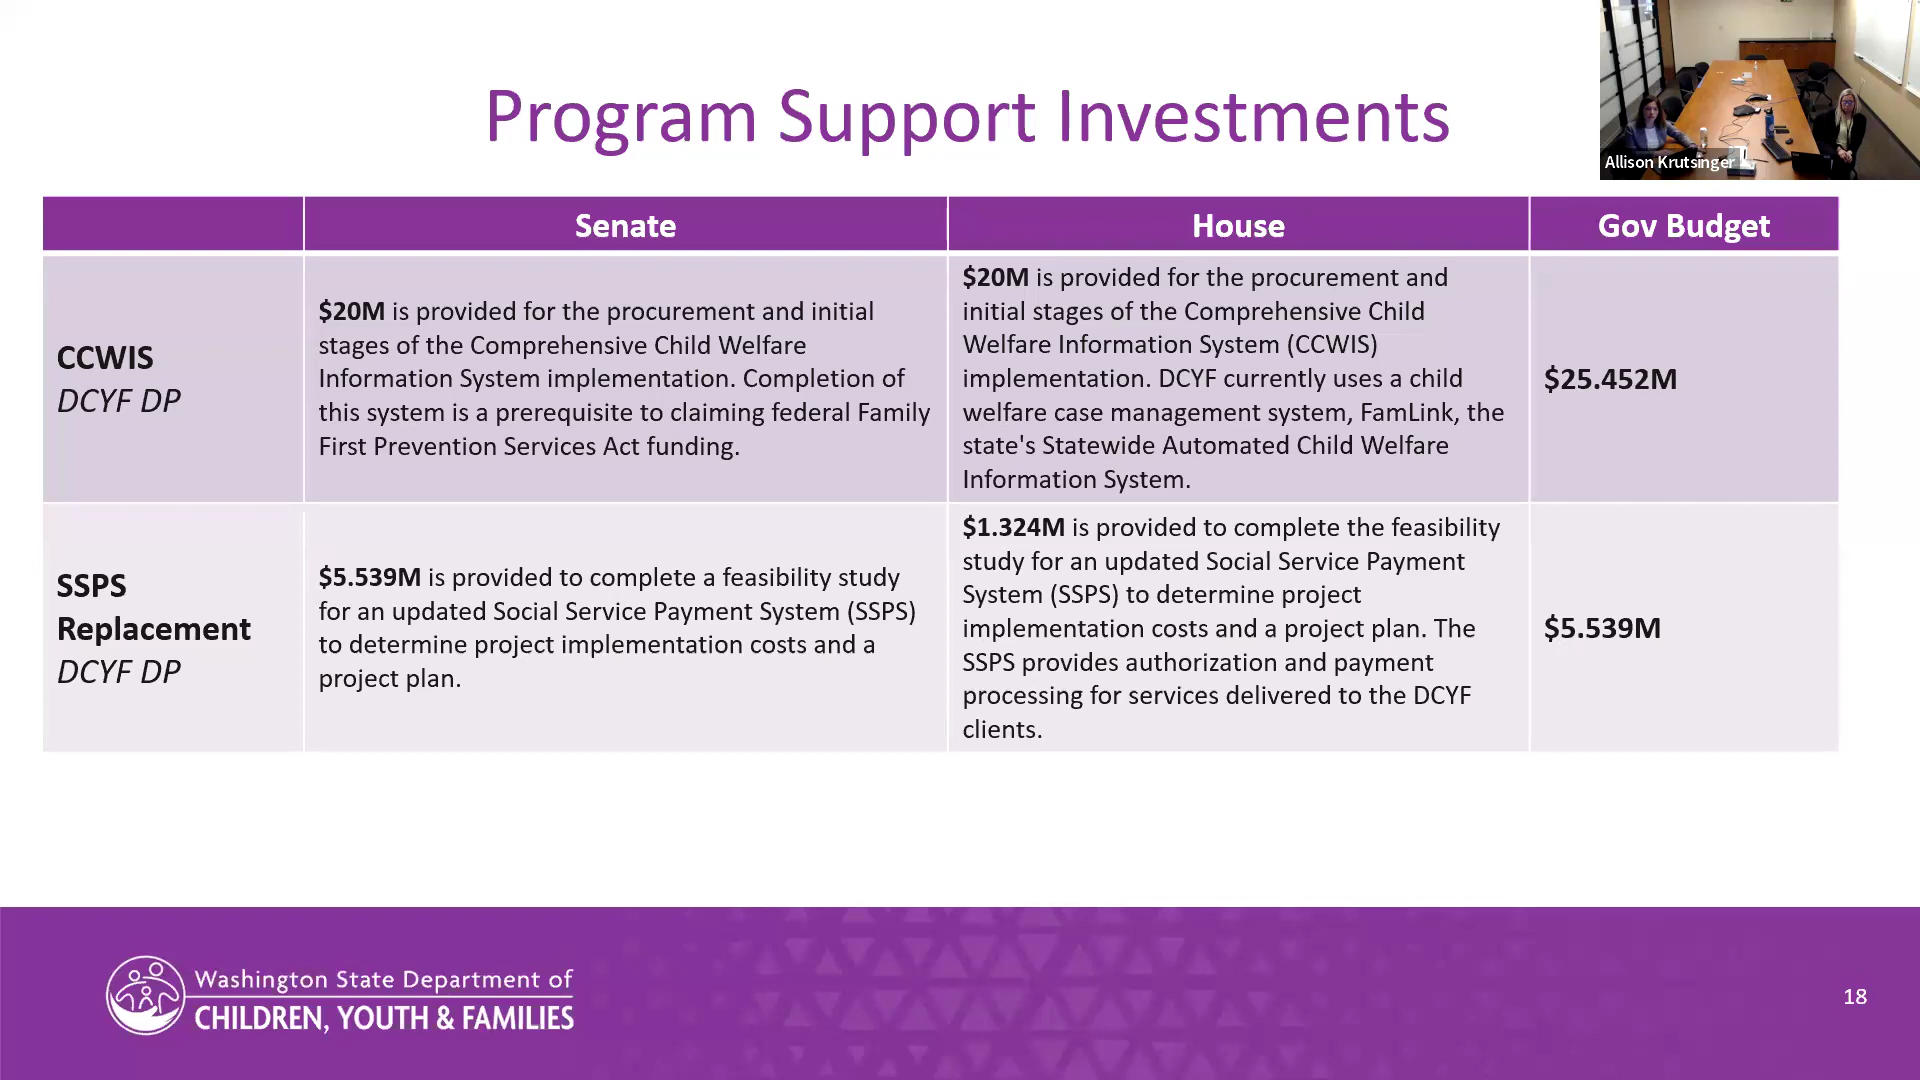 Program Support Investments
Allison Krutsinger
Senate
House
Gov Budget
CCWIS
DCYF DP
$20M is provided for the procurement and initial
stages of the Comprehensive Child Welfare
Information System implementation. Completion of
this system is a prerequisite to claiming federal Family
First Prevention Services Act funding.
$20M is provided for the procurement and
initial stages of the Comprehensive Child
Welfare Information System (CCWIS)
implementation. DCYF currently uses a child
welfare case management system, FamLink, the
state's Statewide Automated Child Welfare
Information System.
$25.452M
SSPS
Replacement
DCYF DP
$5.539M is provided to complete a feasibility study
for an updated Social Service Payment System (SSPS)
to determine project implementation costs and a
project plan.
$1.324M is provided to complete the feasibility
study for an updated Social Service Payment
System (SSPS) to determine project
implementation costs and a project plan. The
SSPS provides authorization and payment
processing for services delivered to the DCYF
clients.
$5.539M
Washington State Department of
CHILDREN, YOUTH & FAMILIES
18